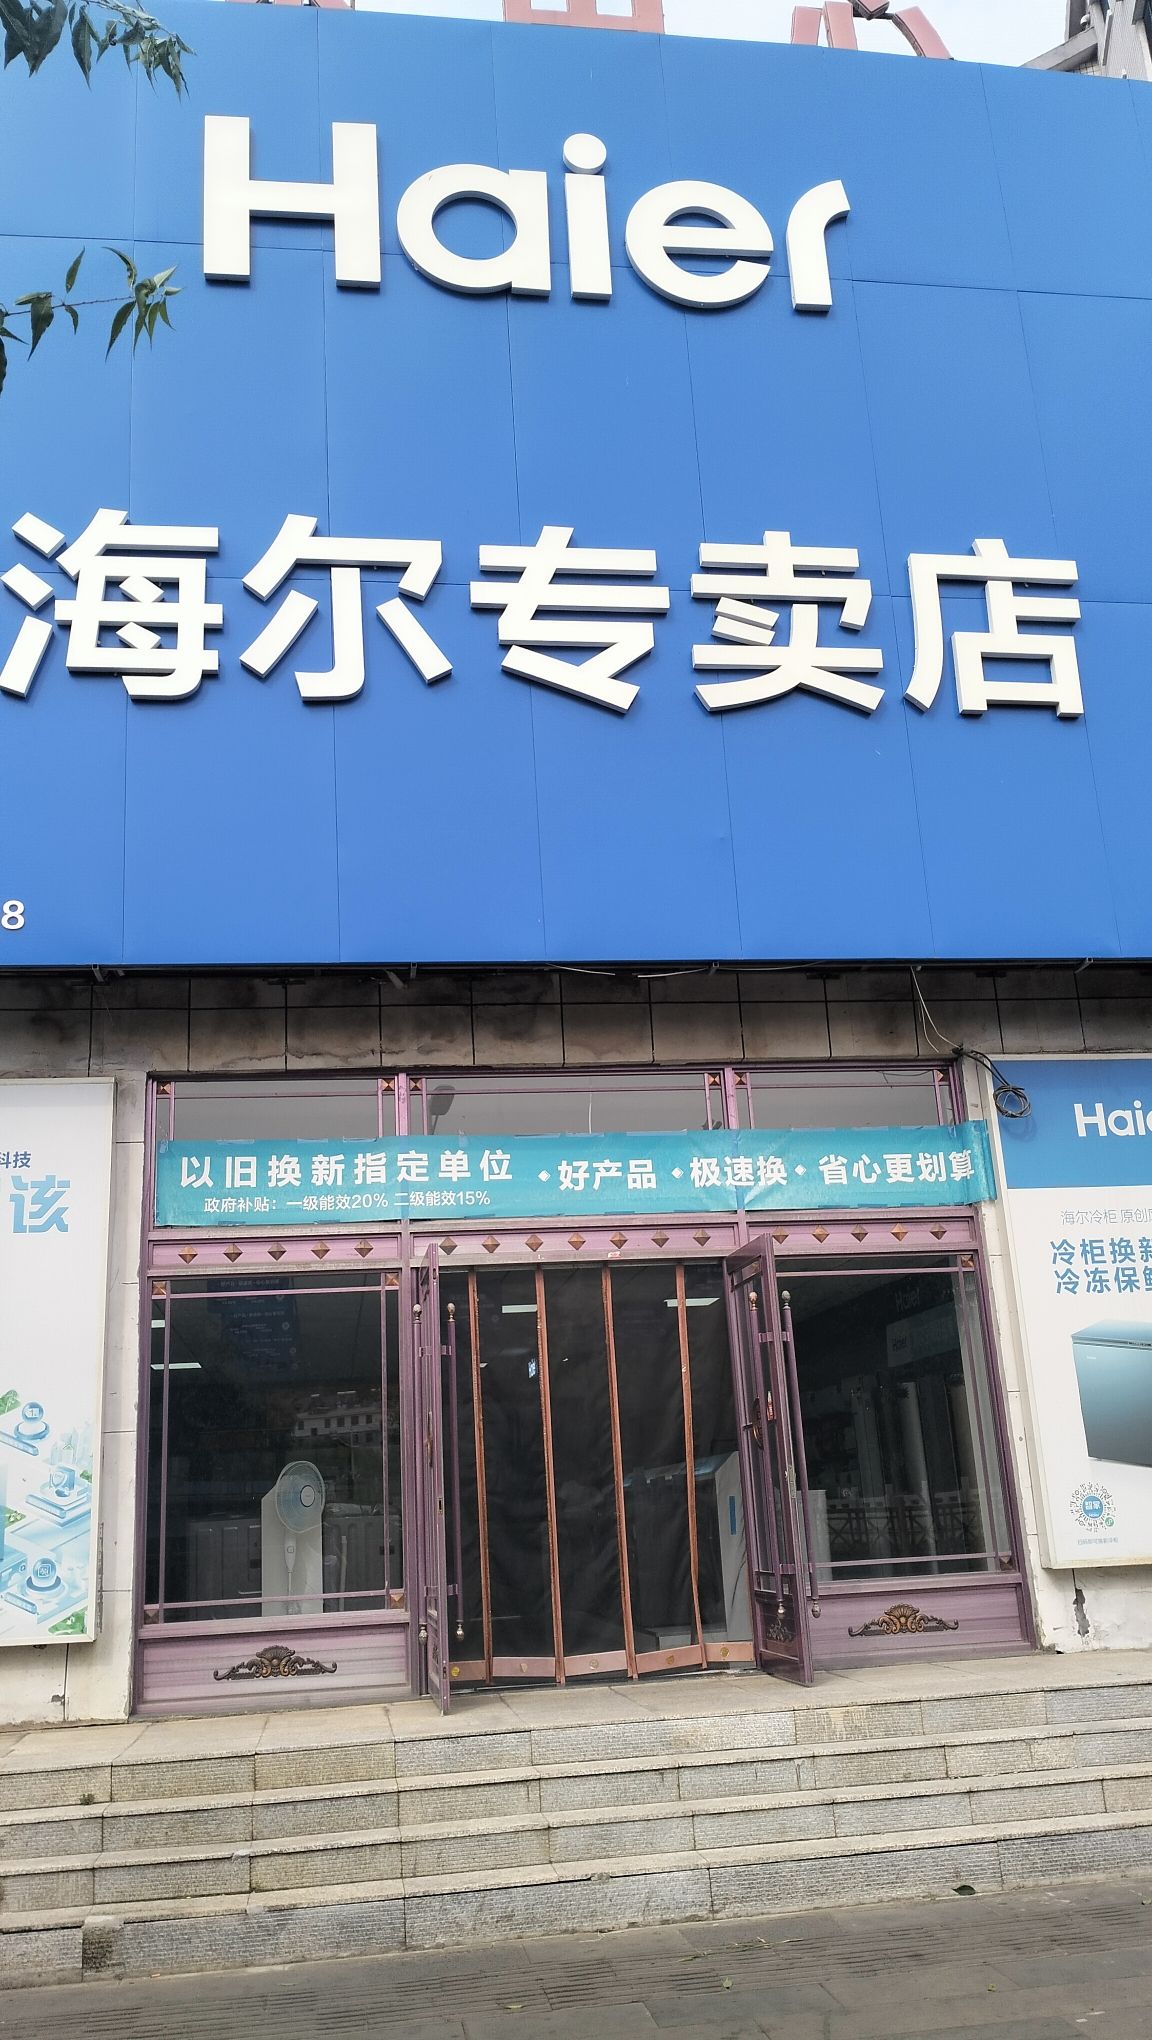 Haier
海尔专卖店
8
以旧换新指定单位 ·好产品 ·极速换· 省心更划算
政府补贴：一级能效20% 二级能效15%
科技
该
Haie
海尔冷柜 原创
冷柜换新
冷冻保鲜
智家
Haier